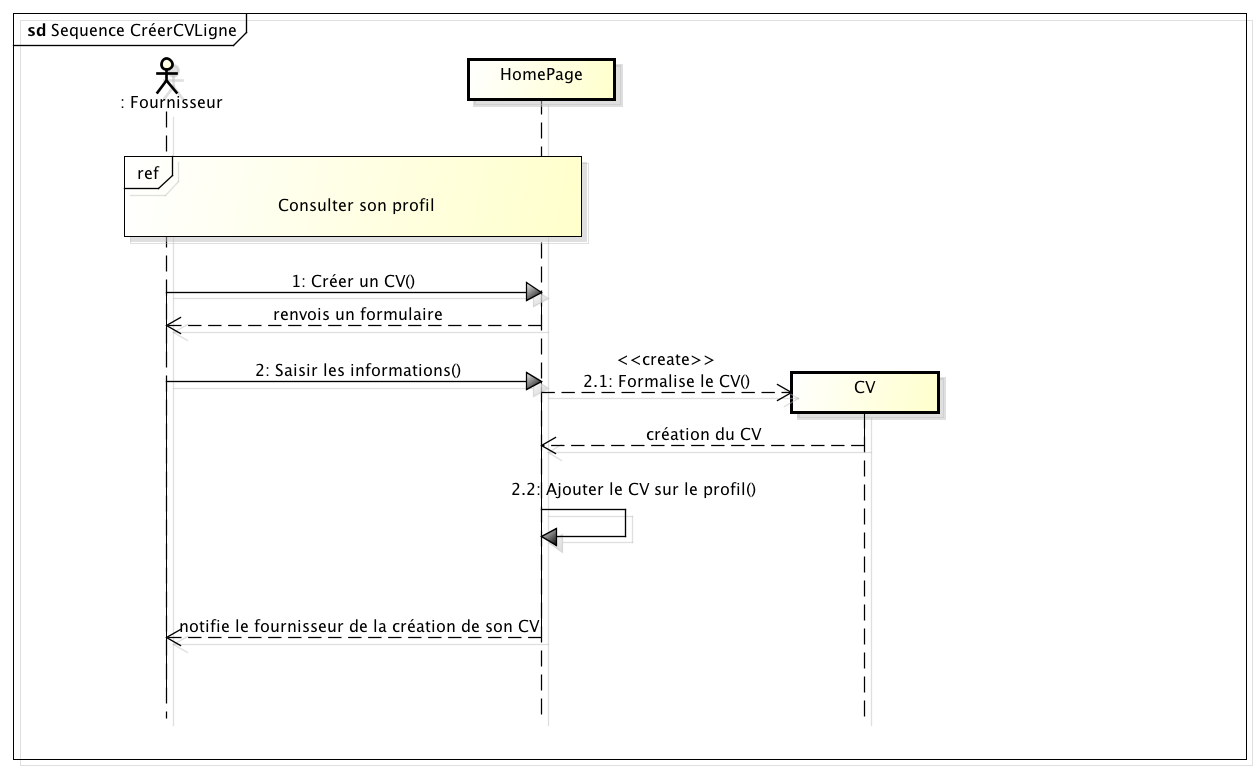 sd Sequence CréerCVLigne
: Fournisseur
HomePage
ref
Consulter son profil
1: Créer un CV()
renvois un formulaire
2: Saisir les informations()
<<create>>
2.1: Formalise le CV()
CV
création du CV
2.2: Ajouter le CV sur le profil()
notifie le fournisseur de la création de son CV